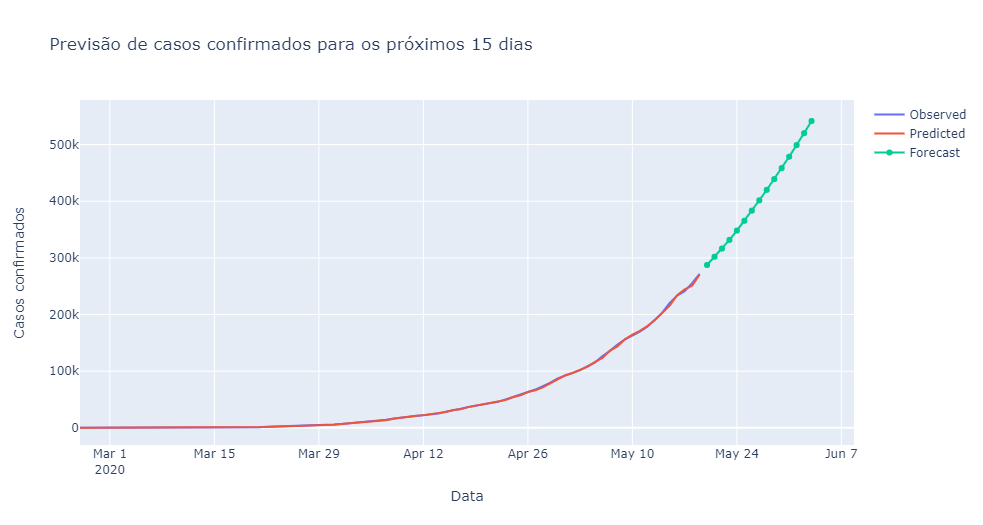 Previsão de casos confirmados para os próximos 15 dias
Observed
Predicted
Forecast
Casos confirmados
500k
400k
300k
200k
100k
0
Mar 1
2020
Mar 15
Mar 29
Apr 12
Apr 26
May 10
May 24
Jun 7
Data